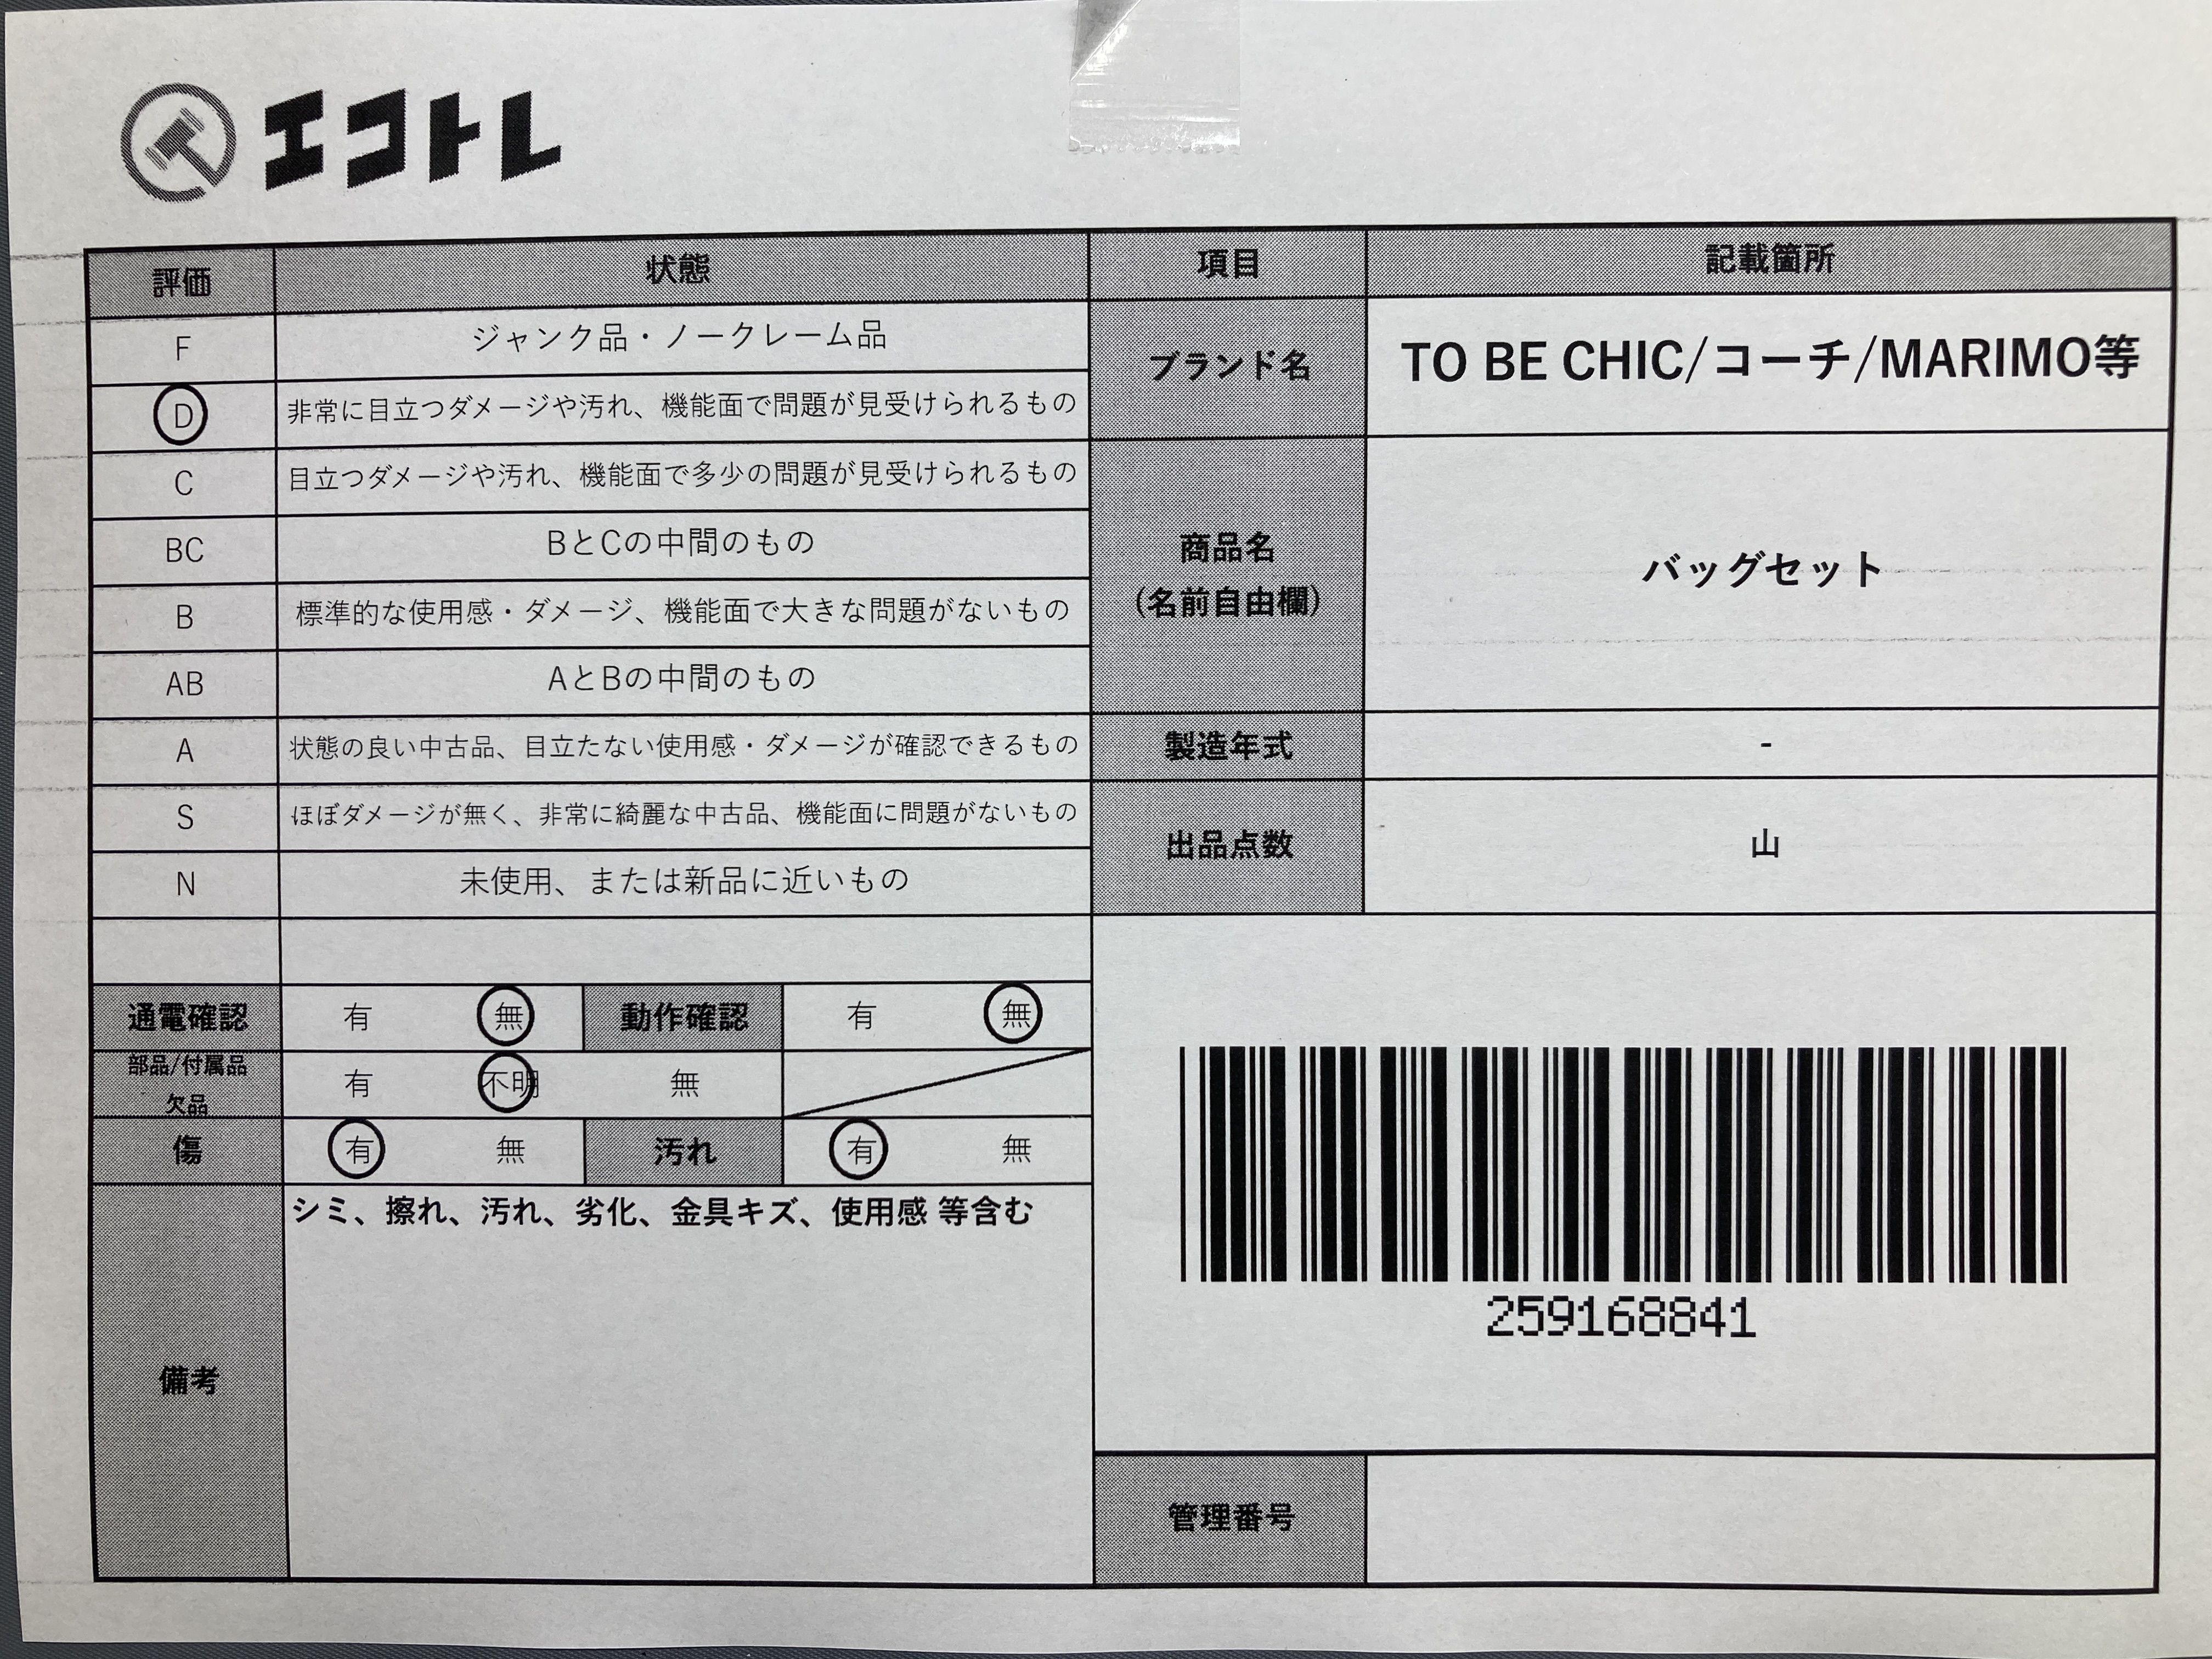 エコトレ
評価 状態 項目 記載箇所
F ジャンク品・ノークレーム品
D 非常に目立つダメージや汚れ、機能面で問題が見受けられるもの
ブランド名 TO BE CHIC/コーチ/MARIMO等
C 目立つダメージや汚れ、機能面で多少の問題が見受けられるもの
BC BとCの中間のもの
B 標準的な使用感・ダメージ、機能面で大きな問題がないもの
AB AとBの中間のもの
商品名
(名前自由欄)
バッグセット
A 状態の良い中古品、目立たない使用感・ダメージが確認できるもの
製造年式 -
S ほぼダメージが無く、非常に綺麗な中古品、機能面に問題がないもの
N 未使用、または新品に近いもの
出品点数 山
通電確認 有 無 動作確認 有 無
部品/付属品
欠品
有 不明 無
傷 有 無 汚れ 有 無
備考
シミ、擦れ、汚れ、劣化、金具キズ、使用感 等含む
259168841
管理番号